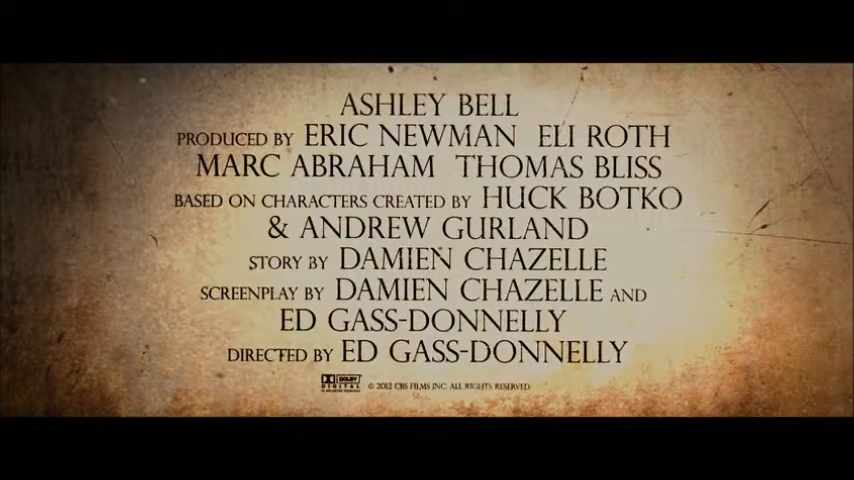 ASHLEY BELL
PRODUCED BY ERIC NEWMAN ELI ROTH
MARC ABRAHAM THOMAS BLISS
BASED ON CHARACTERS CREATED BY HUCK BOTKO
& ANDREW GURLAND
STORY BY DAMIEN CHAZELLE
SCREENPLAY BY DAMIEN CHAZELLE AND
ED GASS-DONNELLY
DIRECTED BY ED GASS-DONNELLY
DOLBY DIGITAL © 2012 CBS FILMS INC. ALL RIGHTS RESERVED.